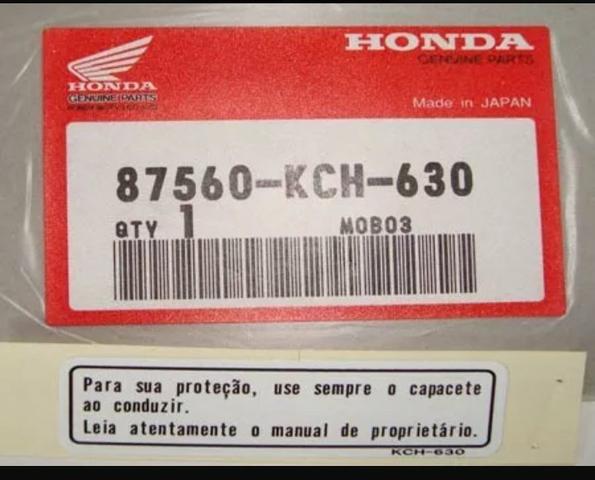 HONDA
GENUINE PARTS
HONDA
GENUINE PARTS
Made in JAPAN
87560-KCH-630
QTY 1 MOB03
Para sua proteção, use sempre o capacete
ao conduzir.
Leia atentamente o manual de proprietário.
KCH-630